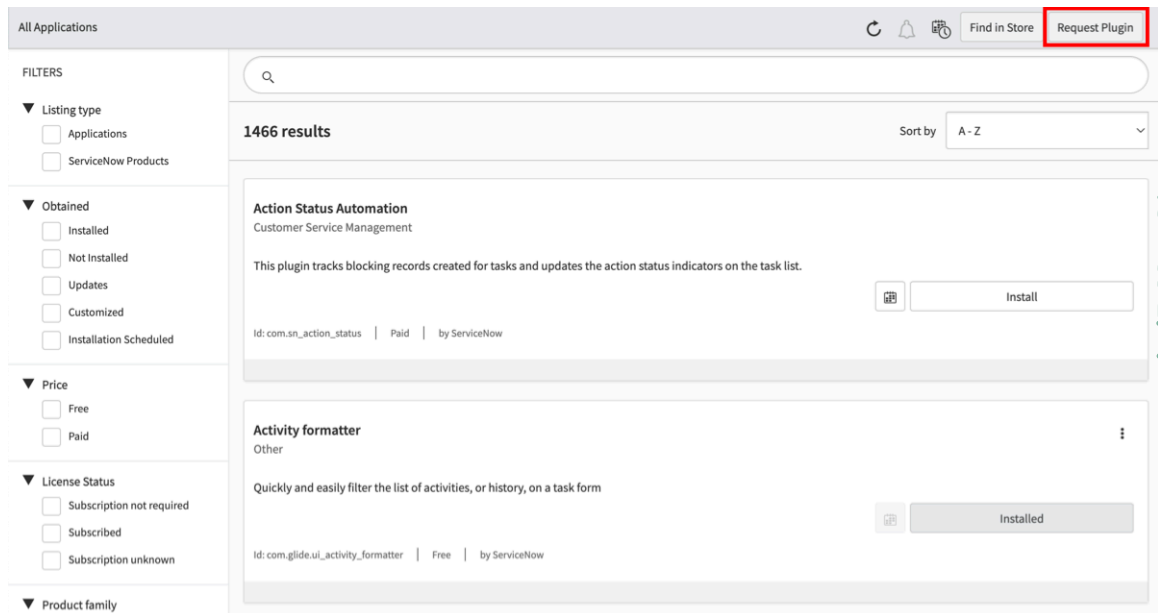 All Applications
Find in Store
Request Plugin
FILTERS
Listing type
Applications
ServiceNow Products
Obtained
Installed
Not Installed
Updates
Customized
Installation Scheduled
Price
Free
Paid
License Status
Subscription not required
Subscribed
Subscription unknown
Product family
1466 results
Sort by
A - Z
Action Status Automation
Customer Service Management
This plugin tracks blocking records created for tasks and updates the action status indicators on the task list.
Install
Id: com.sn_action_status | Paid | by ServiceNow
Activity formatter
Other
Quickly and easily filter the list of activities, or history, on a task form
Installed
Id: com.glide.ui_activity_formatter | Free | by ServiceNow